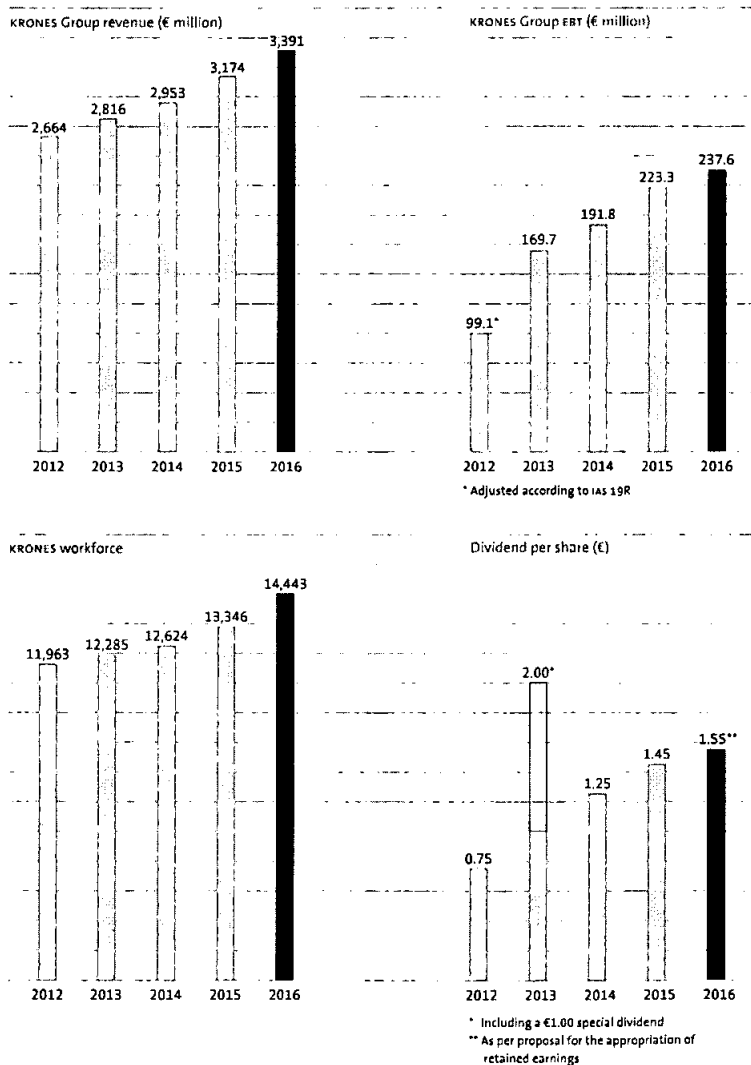 KRONES Group revenue (€ million)
3,391
3,174
2,953
2,816
2,664
2012 2013 2014 2015 2016
KRONES Group EBT (€ million)
237.6
223.3
191.8
169.7
99.1*
2012 2013 2014 2015 2016
* Adjusted according to IAS 19R
KRONES workforce
14,443
13,346
12,624
12,285
11,963
2012 2013 2014 2015 2016
Dividend per share (€)
2.00*
1.55**
1.45
1.25
0.75
2012 2013 2014 2015 2016
* Including a €1.00 special dividend
** As per proposal for the appropriation of
retained earnings